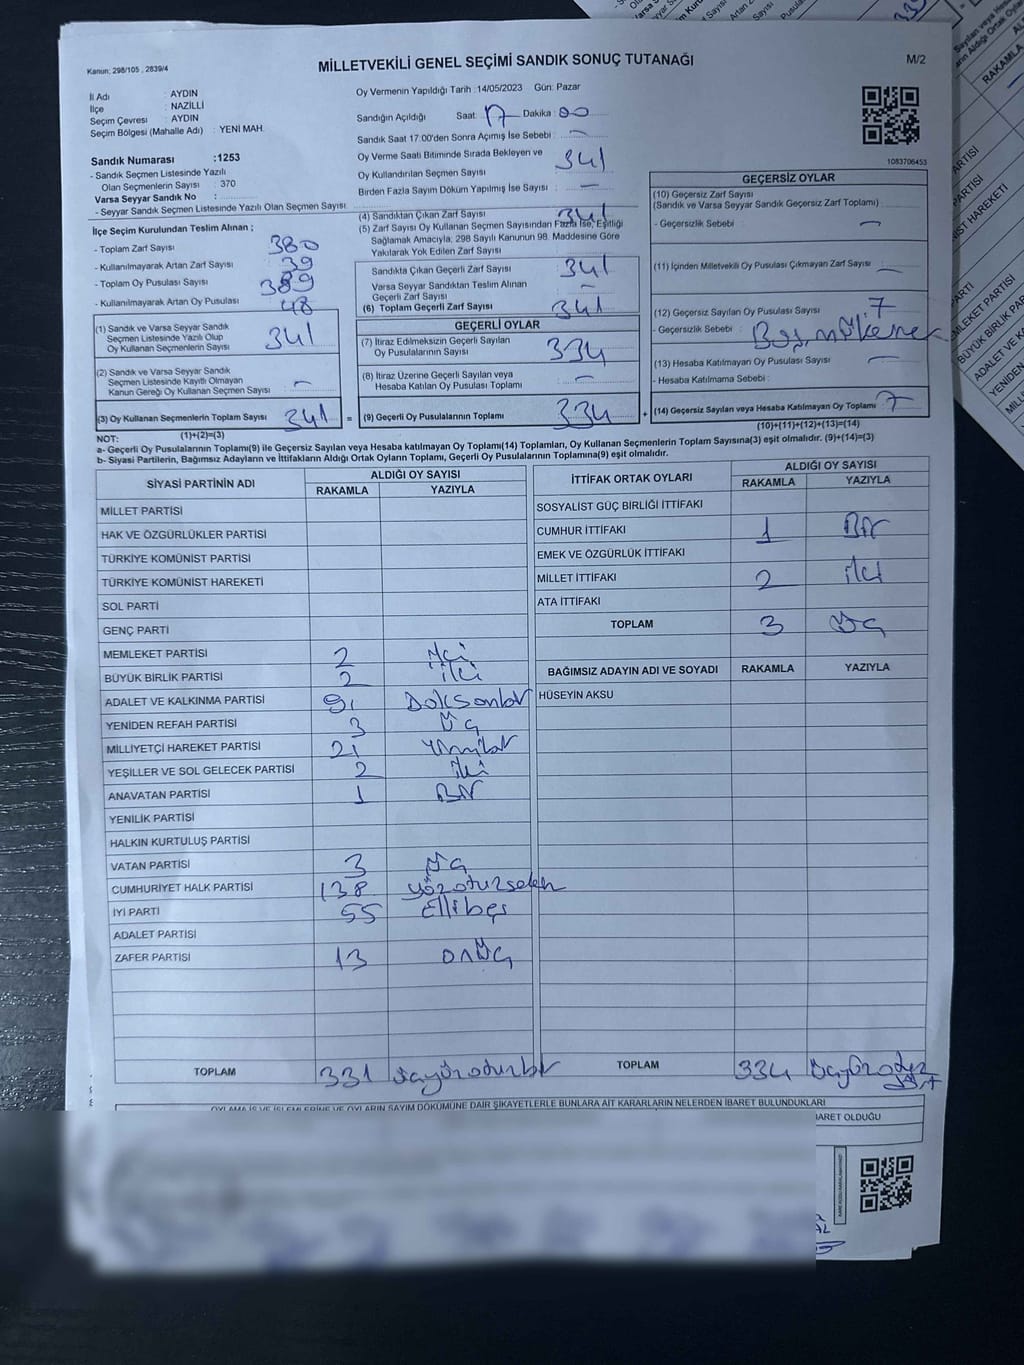 Kanun: 298/105 , 2839/4
MİLLETVEKİLİ GENEL SEÇİMİ SANDIK SONUÇ TUTANAĞI
M/2
İl Adı : AYDIN
İlçe : NAZİLLİ
Seçim Çevresi : AYDIN
Seçim Bölgesi (Mahalle Adı) : YENİ MAH.
Sandık Numarası :1253
- Sandık Seçmen Listesinde Yazılı
Olan Seçmenlerin Sayısı : 370
Varsa Seyyar Sandık No :
- Seyyar Sandık Seçmen Listesinde Yazılı Olan Seçmen Sayısı:
Oy Vermenin Yapıldığı Tarih :14/05/2023 Gün: Pazar
Sandığın Açıldığı Saat: 17 Dakika: 00
Sandık Saat 17:00'den Sonra Açımış İse Sebebi : —
Oy Verme Saati Bitiminde Sırada Bekleyen ve
Oy Kullandırılan Seçmen Sayısı : 341
Birden Fazla Sayım Döküm Yapılmış İse Sayısı : —
1083706453
İlçe Seçim Kurulundan Teslim Alınan ;
- Toplam Zarf Sayısı : 380
- Kullanılmayarak Artan Zarf Sayısı : 39
- Toplam Oy Pusulası Sayısı : 389
- Kullanılmayarak Artan Oy Pusulası : 48
(1) Sandık ve Varsa Seyyar Sandık
Seçmen Listesinde Yazılı Olup
Oy Kullanan Seçmenlerin Sayısı : 341
(2) Sandık ve Varsa Seyyar Sandık
Seçmen Listesinde Kayıtlı Olmayan
Kanun Gereği Oy Kullanan Seçmen Sayısı : —
(3) Oy Kullanan Seçmenlerin Toplam Sayısı : 341 =
(1)+(2)=(3)
(4) Sandıktan Çıkan Zarf Sayısı : 341
(5) Zarf Sayısı Oy Kullanan Seçmen Sayısından Fazla İse, Eşitliği
Sağlamak Amacıyla, 298 Sayılı Kanunun 98. Maddesine Göre
Yakılarak Yok Edilen Zarf Sayısı :
Sandıkta Çıkan Geçerli Zarf Sayısı : 341
Varsa Seyyar Sandıktan Teslim Alınan
Geçerli Zarf Sayısı :
(6) Toplam Geçerli Zarf Sayısı : 341
GEÇERLİ OYLAR
(7) İtiraz Edilmeksizin Geçerli Sayılan
Oy Pusulalarının Sayısı : 334
(8) İtiraz Üzerine Geçerli Sayılan veya
Hesaba Katılan Oy Pusulası Toplamı : —
(9) Geçerli Oy Pusulalarının Toplamı : 334 +
GEÇERSİZ OYLAR
(10) Geçersiz Zarf Sayısı
(Sandık ve Varsa Seyyar Sandık Geçersiz Zarf Toplamı) :
- Geçersizlik Sebebi : —
(11) İçinden Milletvekili Oy Pusulası Çıkmayan Zarf Sayısı : —
(12) Geçersiz Sayılan Oy Pusulası Sayısı : 7
- Geçersizlik Sebebi :
(13) Hesaba Katılmayan Oy Pusulası Sayısı : —
- Hesaba Katılmama Sebebi :
(14) Geçersiz Sayılan veya Hesaba Katılmayan Oy Toplamı : 7
(10)+(11)+(12)+(13)=(14)
NOT:
a- Geçerli Oy Pusulalarının Toplamı(9) ile Geçersiz Sayılan veya Hesaba katılmayan Oy Toplamı(14) Toplamları, Oy Kullanan Seçmenlerin Toplam Sayısına(3) eşit olmalıdır. (9)+(14)=(3)
b- Siyasi Partilerin, Bağımsız Adayların ve İttifakların Aldığı Ortak Oyların Toplamı, Geçerli Oy Pusulalarının Toplamına(9) eşit olmalıdır.
SİYASİ PARTİNİN ADI ALDIĞI OY SAYISI
RAKAMLA YAZIYLA
MİLLET PARTİSİ
HAK VE ÖZGÜRLÜKLER PARTİSİ
TÜRKİYE KOMÜNİST PARTİSİ
TÜRKİYE KOMÜNİST HAREKETİ
SOL PARTİ
GENÇ PARTİ
MEMLEKET PARTİSİ 2 iki
BÜYÜK BİRLİK PARTİSİ 2 iki
ADALET VE KALKINMA PARTİSİ 91 Doksanbir
YENİDEN REFAH PARTİSİ 3 Üç
MİLLİYETÇİ HAREKET PARTİSİ 21 Yirmibir
YEŞİLLER VE SOL GELECEK PARTİSİ 2 iki
ANAVATAN PARTİSİ 1 Bir
YENİLİK PARTİSİ
HALKIN KURTULUŞ PARTİSİ
VATAN PARTİSİ 3 Üç
CUMHURİYET HALK PARTİSİ 138 yüzotuzsekiz
İYİ PARTİ 55 Ellibeş
ADALET PARTİSİ
ZAFER PARTİSİ 13 onüç
TOPLAM 331 üçyüzotuzbir
İTTİFAK ORTAK OYLARI ALDIĞI OY SAYISI
RAKAMLA YAZIYLA
SOSYALİST GÜÇ BİRLİĞİ İTTİFAKI
CUMHUR İTTİFAKI 1 Bir
EMEK VE ÖZGÜRLÜK İTTİFAKI
MİLLET İTTİFAKI 2 iki
ATA İTTİFAKI
TOPLAM 3 Üç
BAĞIMSIZ ADAYIN ADI VE SOYADI RAKAMLA YAZIYLA
HÜSEYİN AKSU
TOPLAM 334
OYLAMA İŞ VE İŞLEMLERİNE VE OYLARIN SAYIM DÖKÜMÜNE DAİR ŞİKAYETLERLE BUNLARA AİT KARARLARIN NELERDEN İBARET BULUNDUKLARI
BARET OLDUĞU